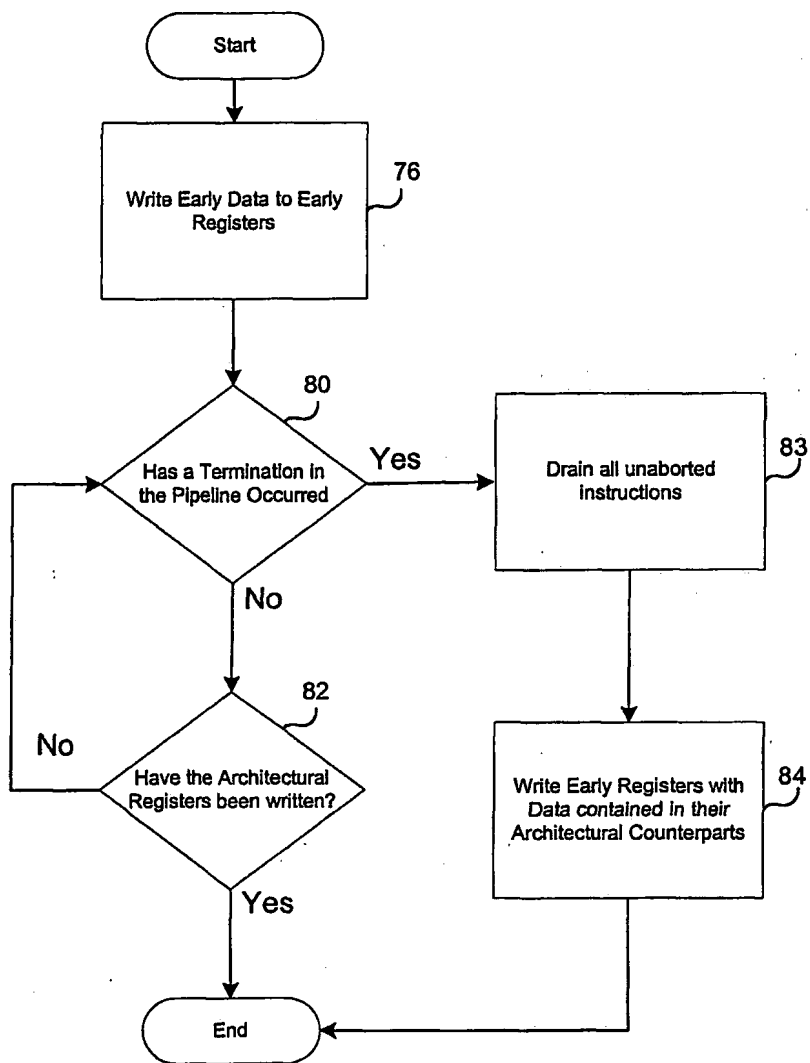 Start
76
Write Early Data to Early
Registers
80
Has a Termination in
the Pipeline Occurred
Yes
83
Drain all unaborted
instructions
No
82
No
Have the Architectural
Registers been written?
84
Write Early Registers with
Data contained in their
Architectural Counterparts
Yes
End